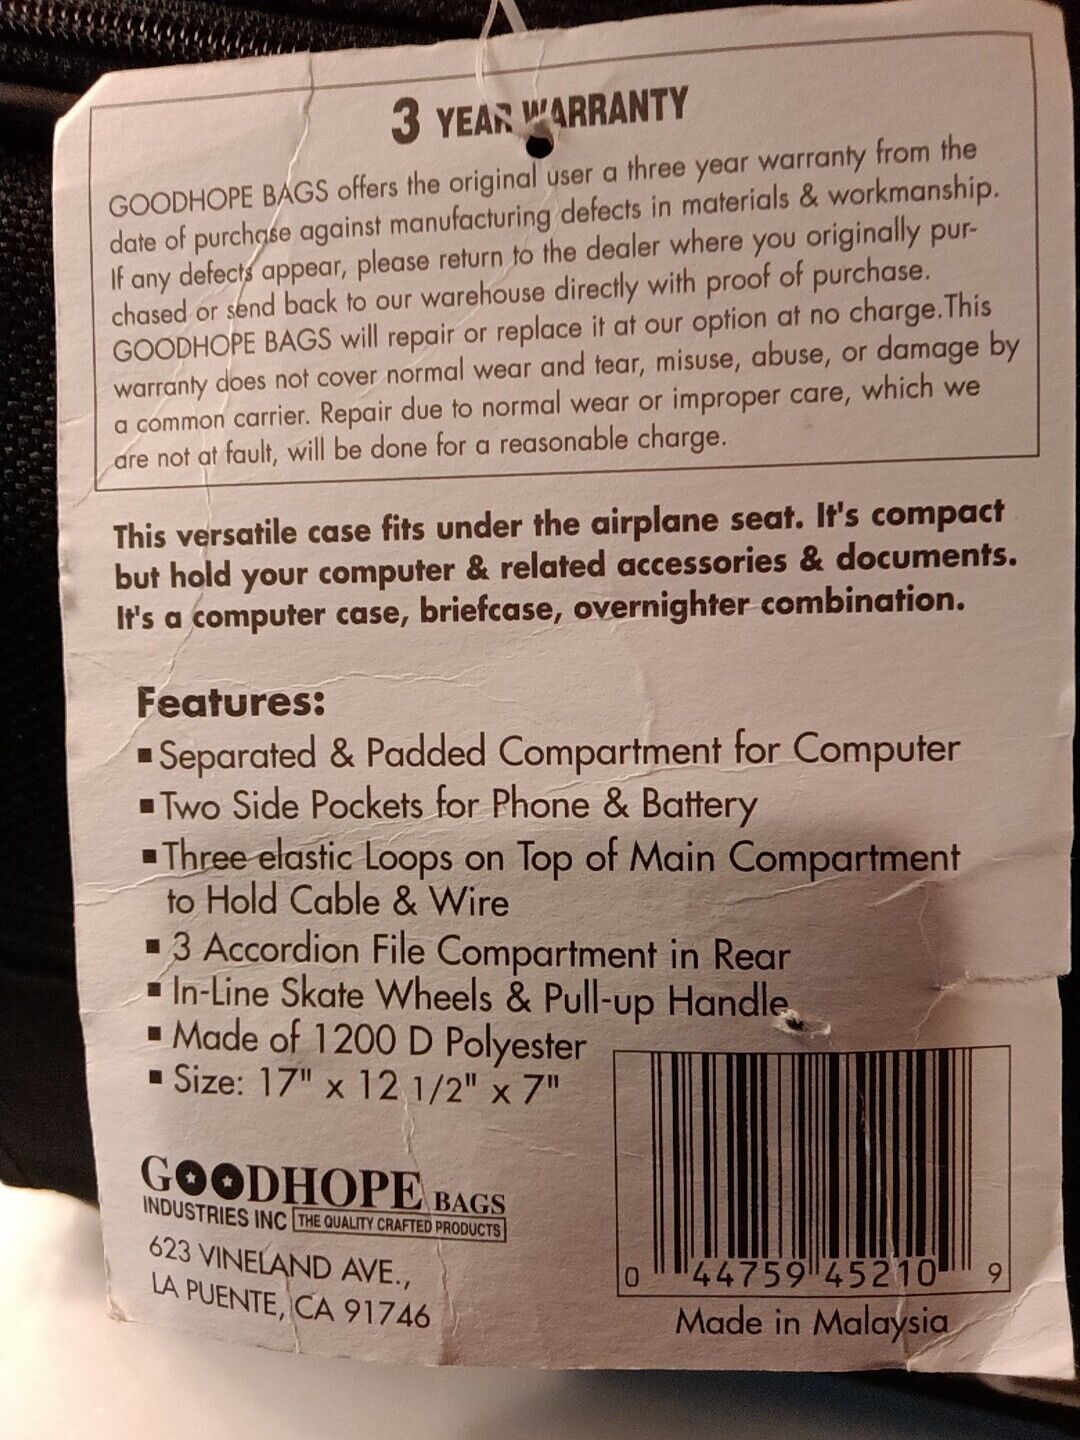 3 YEAR WARRANTY
GOODHOPE BAGS offers the original user a three year warranty from the
date of purchase against manufacturing defects in materials & workmanship.
If any defects appear, please return to the dealer where you originally pur-
chased or send back to our warehouse directly with proof of purchase.
GOODHOPE BAGS will repair or replace it at our option at no charge.This
warranty does not cover normal wear and tear, misuse, abuse, or damage by
a common carrier. Repair due to normal wear or improper care, which we
are not at fault, will be done for a reasonable charge.
This versatile case fits under the airplane seat. It's compact
but hold your computer & related accessories & documents.
It's a computer case, briefcase, overnighter combination.
Features:
▪ Separated & Padded Compartment for Computer
▪ Two Side Pockets for Phone & Battery
▪ Three elastic Loops on Top of Main Compartment
to Hold Cable & Wire
▪ 3 Accordion File Compartment in Rear
▪ In-Line Skate Wheels & Pull-up Handle
▪ Made of 1200 D Polyester
▪ Size: 17" x 12 1/2" x 7"
GOODHOPE BAGS
INDUSTRIES INC THE QUALITY CRAFTED PRODUCTS
623 VINELAND AVE.,
LA PUENTE, CA 91746
0 44759 45210 9
Made in Malaysia